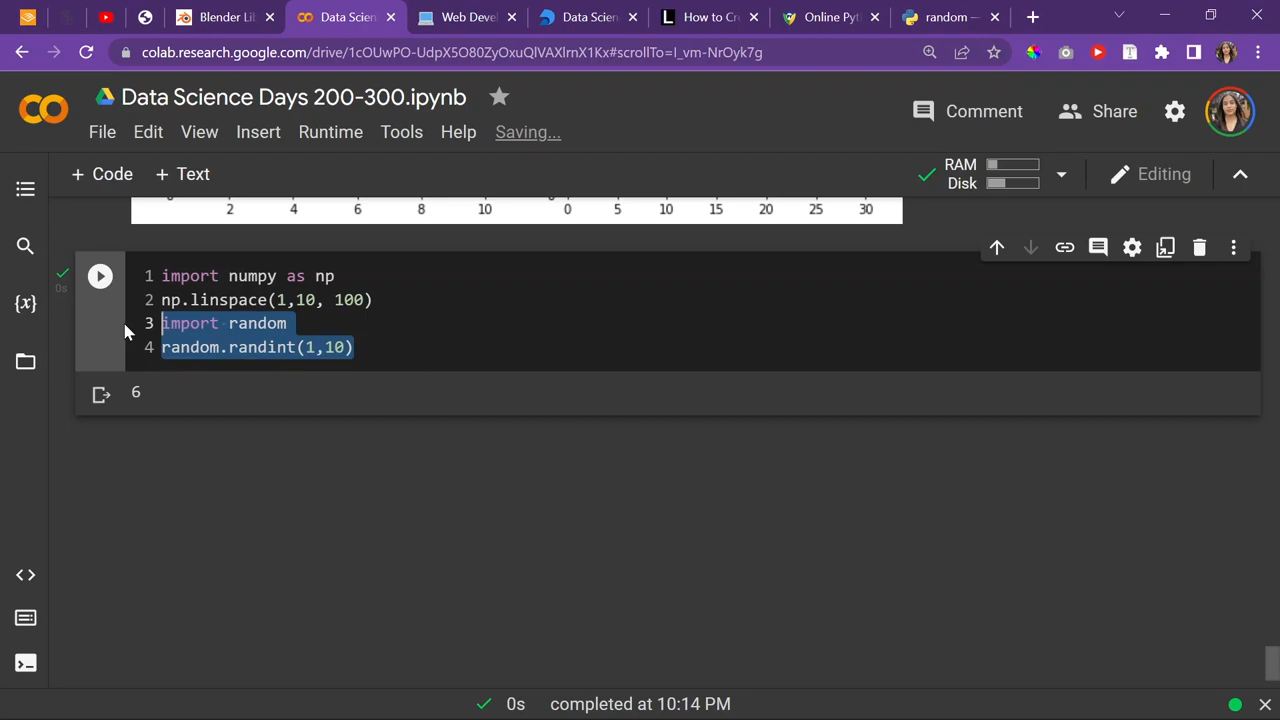 Blender Li
Data Scien
Web Devel
Data Scien
How to Cr
Online Pyt
random —
colab.research.google.com/drive/1cOUwPO-UdpX5O80ZyOxuQlVAXIrnX1Kx#scrollTo=I_vm-NrOyk7g
Data Science Days 200-300.ipynb
Comment
Share
File Edit View Insert Runtime Tools Help Saving...
+ Code + Text
RAM
Disk
Editing
2 4 6 8 10 0 5 10 15 20 25 30
1 import numpy as np
2 np.linspace(1,10, 100)
3 import random
4 random.randint(1,10)
0s
6
{x}
0s completed at 10:14 PM